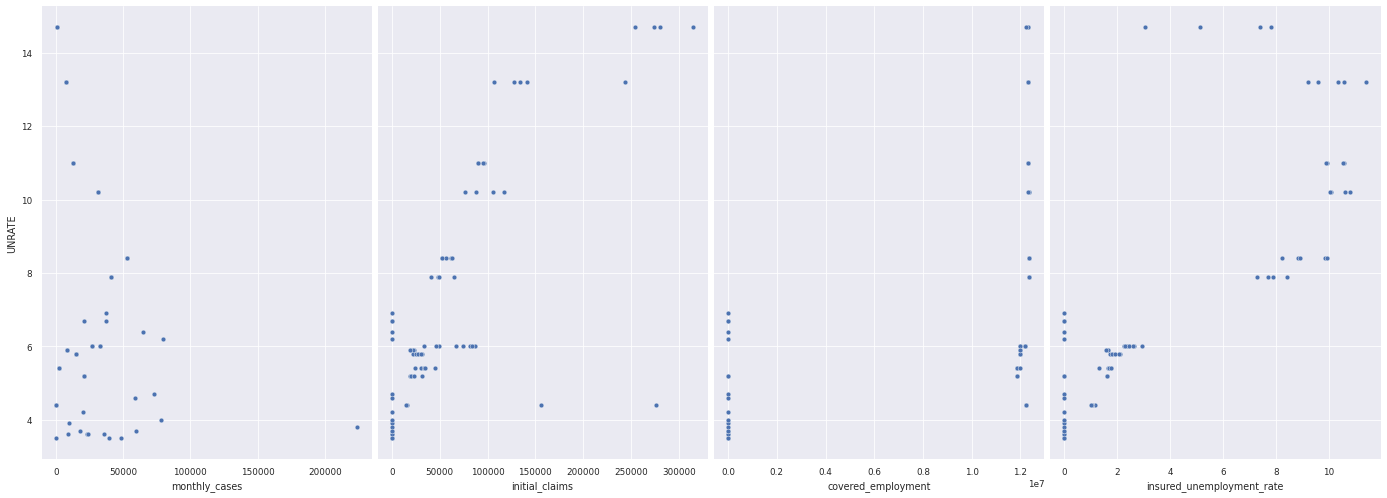 14
12
10
8
6
4
UNRATE
0 50000 100000 150000 200000
0 50000 100000 150000 200000 250000 300000
0.0 0.2 0.4 0.6 0.8 1.0 1.2
0 2 4 6 8 10
1e7
monthly_cases
initial_claims
covered_employment
insured_unemployment_rate